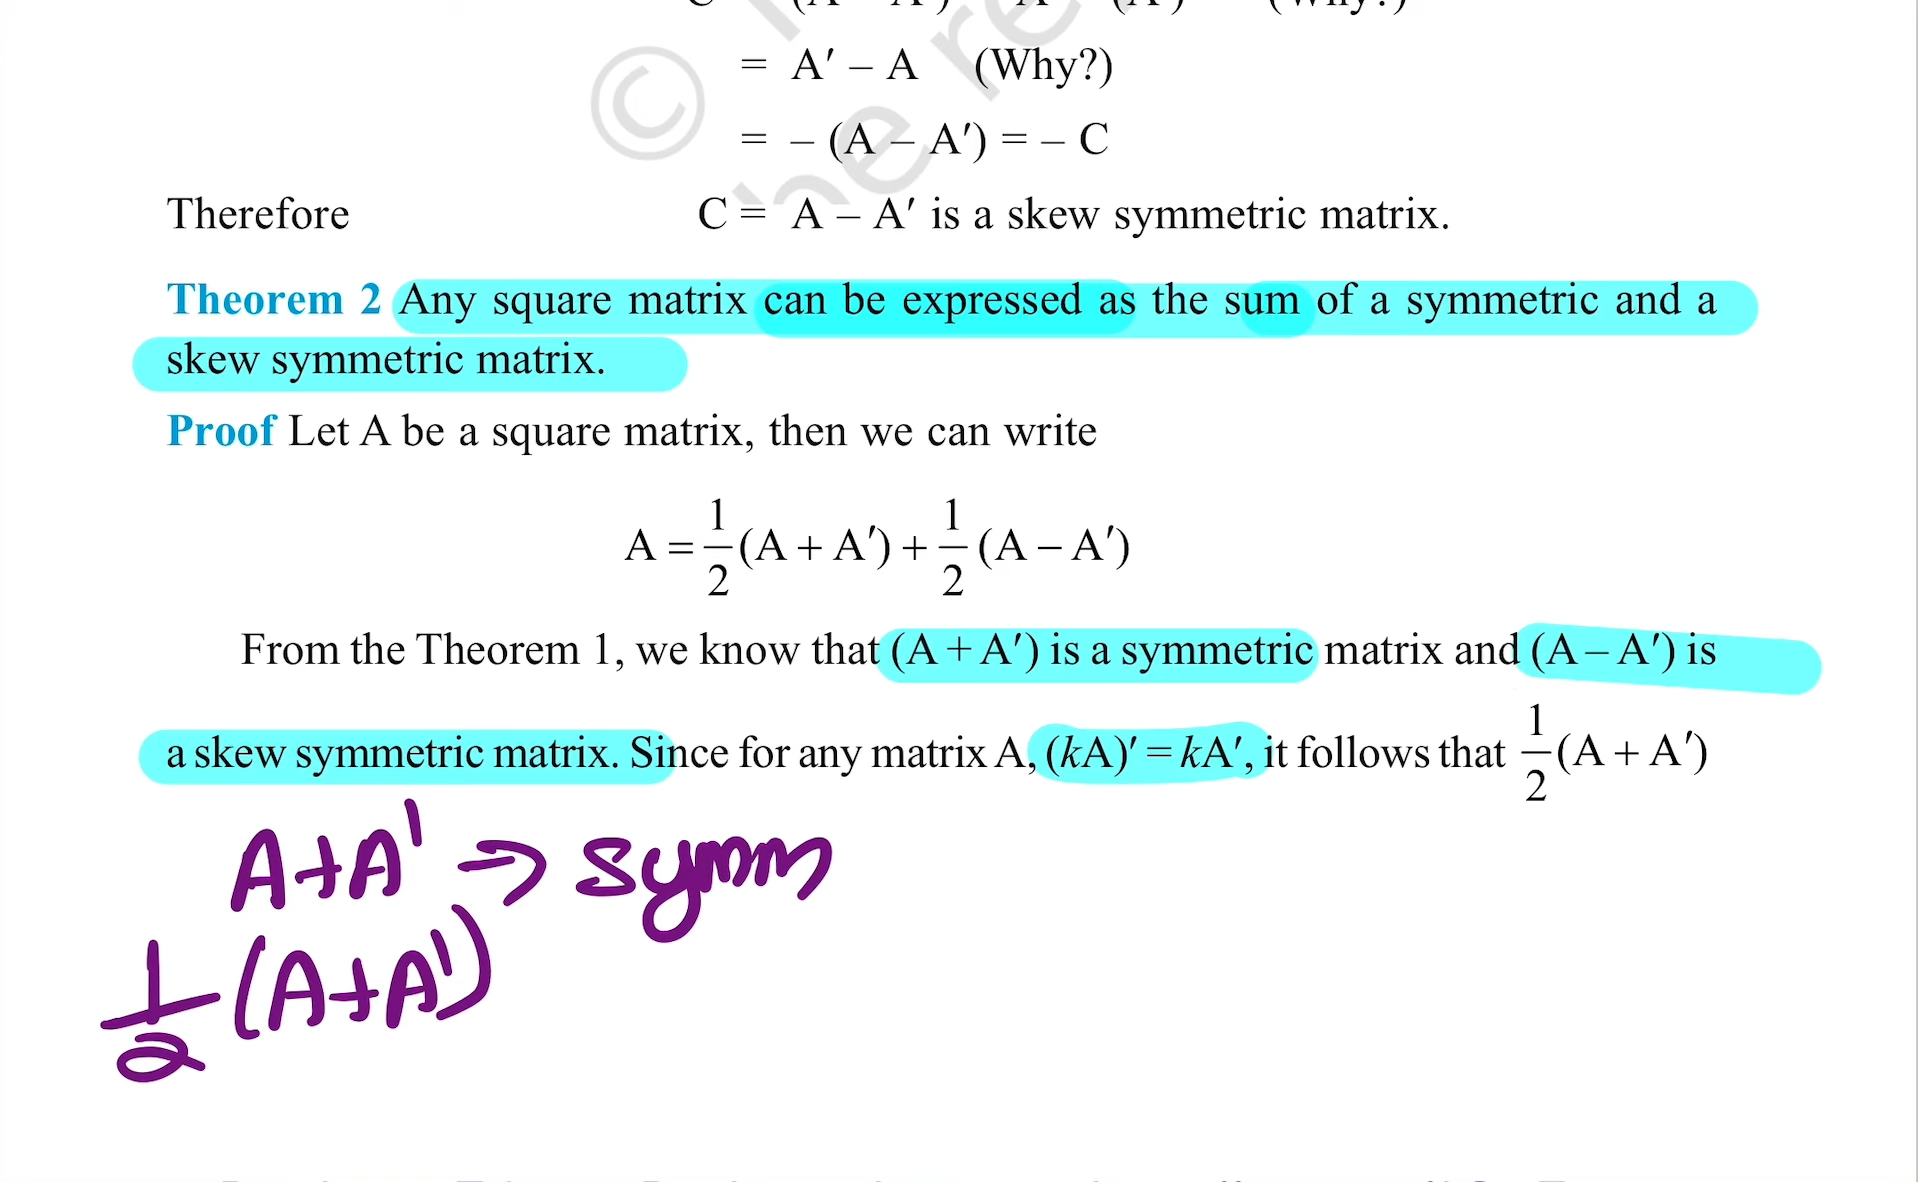 = A′ – A (Why?)
= – (A – A′) = – C
Therefore C = A – A′ is a skew symmetric matrix.
Theorem 2 Any square matrix can be expressed as the sum of a symmetric and a
skew symmetric matrix.
Proof Let A be a square matrix, then we can write
A = 1/2 (A + A′) + 1/2 (A – A′)
From the Theorem 1, we know that (A + A′) is a symmetric matrix and (A – A′) is
a skew symmetric matrix. Since for any matrix A, (kA)′ = kA′, it follows that 1/2 (A + A′)
A+A' ⇒ symm
1/2 (A+A')